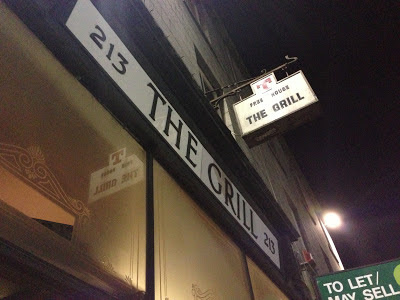 213 THE GRILL 213
T
FREE HOUSE
THE GRILL
TO LET/
MAY SELL